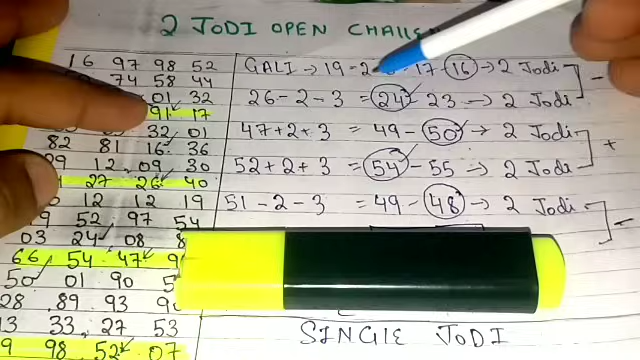 2 JODI OPEN
16 97 98 52
74 58 44
01 32
91 17
32 01
82 81 16 36
29 12 09 30
27 26 40
12 12 19
9 52 97 54
03 24 08
66 54 47
50 01 90
28 89 93
13 33 27 53
9 98 52 07
GALI → 19 - 2 - 17 - 16 → 2 Jodi -
26 - 2 - 3 = 24 - 23 → 2 Jodi
47 + 2 + 3 = 49 - 50 → 2 Jodi +
52 + 2 + 3 = 54 - 55 → 2 Jodi
51 - 2 - 3 = 49 - 48 → 2 Jodi -
SINGLE JODI